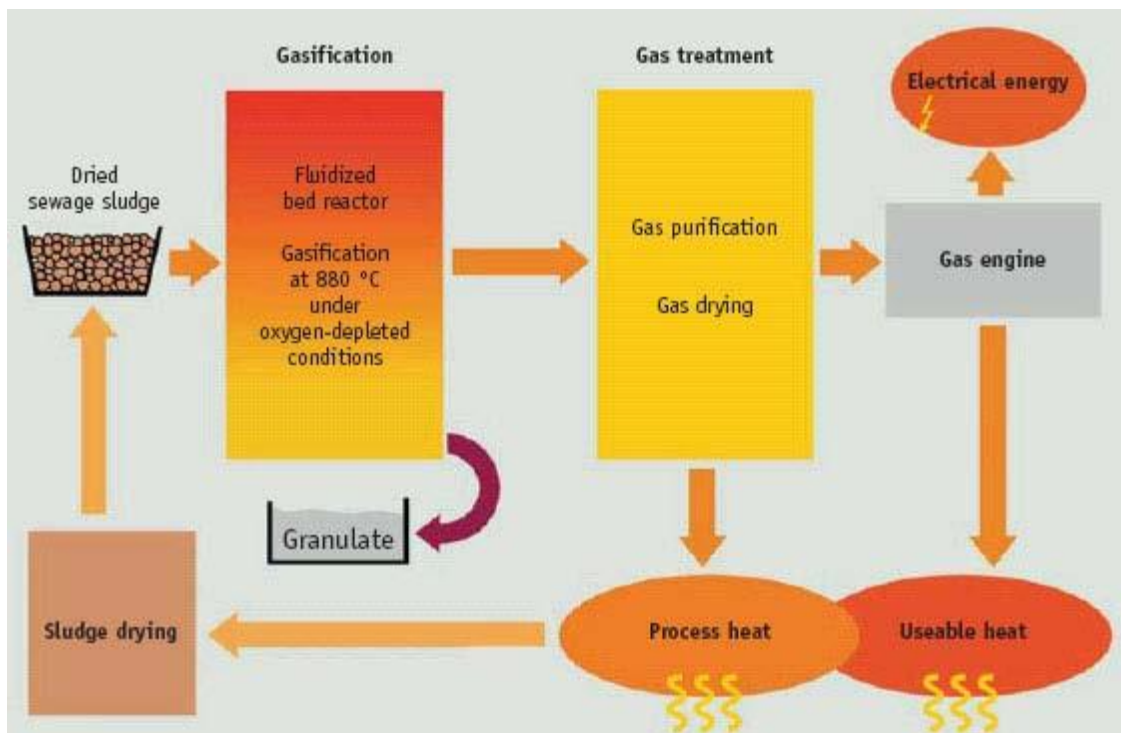 Gasification
Gas treatment
Electrical energy
Dried
sewage sludge
Fluidized
bed reactor
Gasification
at 880 °C
under
oxygen-depleted
conditions
Gas purification
Gas drying
Gas engine
Granulate
Sludge drying
Process heat
Useable heat